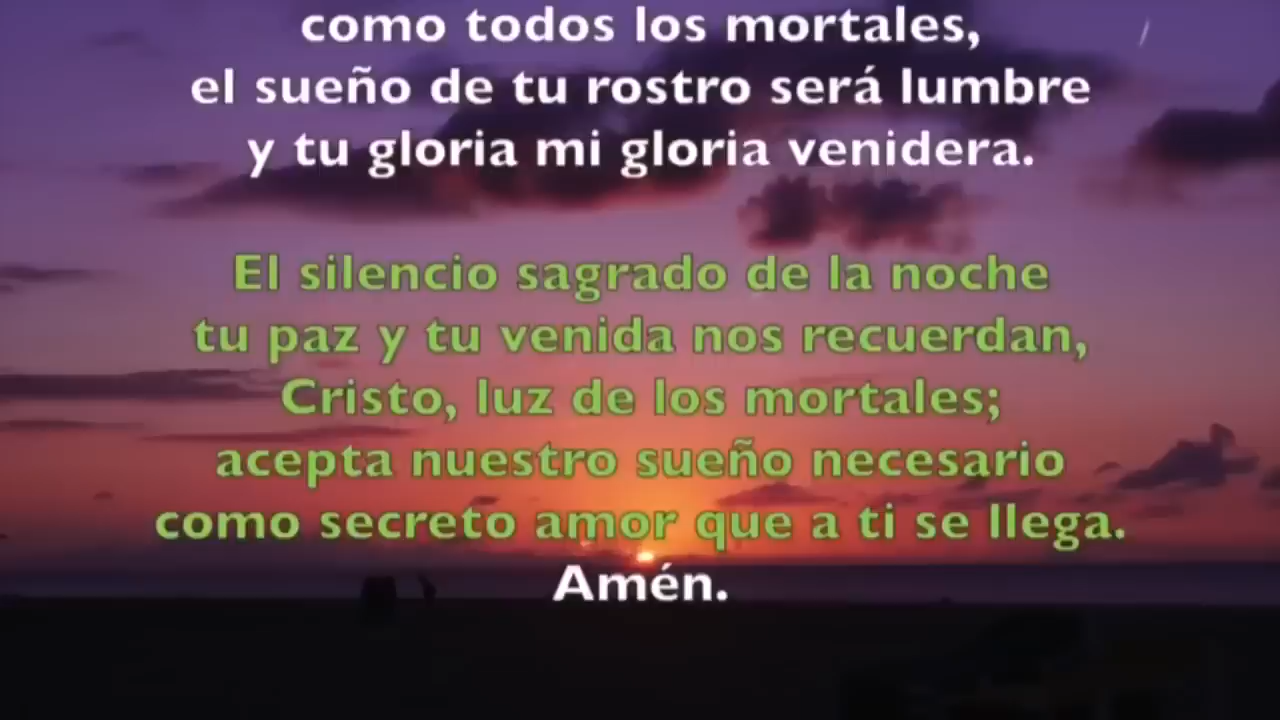 como todos los mortales,
el sueño de tu rostro será lumbre
y tu gloria mi gloria venidera.
El silencio sagrado de la noche
tu paz y tu venida nos recuerdan,
Cristo, luz de los mortales;
acepta nuestro sueño necesario
como secreto amor que a ti se llega.
Amén.